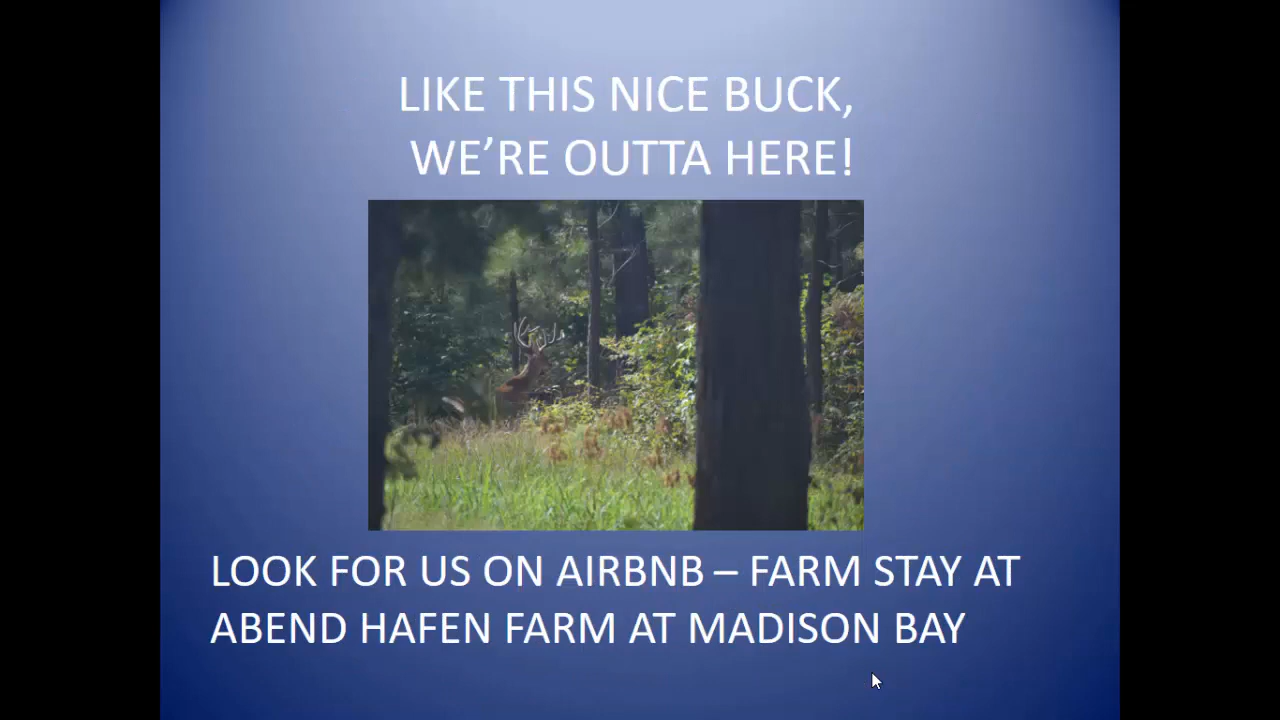 LIKE THIS NICE BUCK,
WE’RE OUTTA HERE!
LOOK FOR US ON AIRBNB – FARM STAY AT
ABEND HAFEN FARM AT MADISON BAY